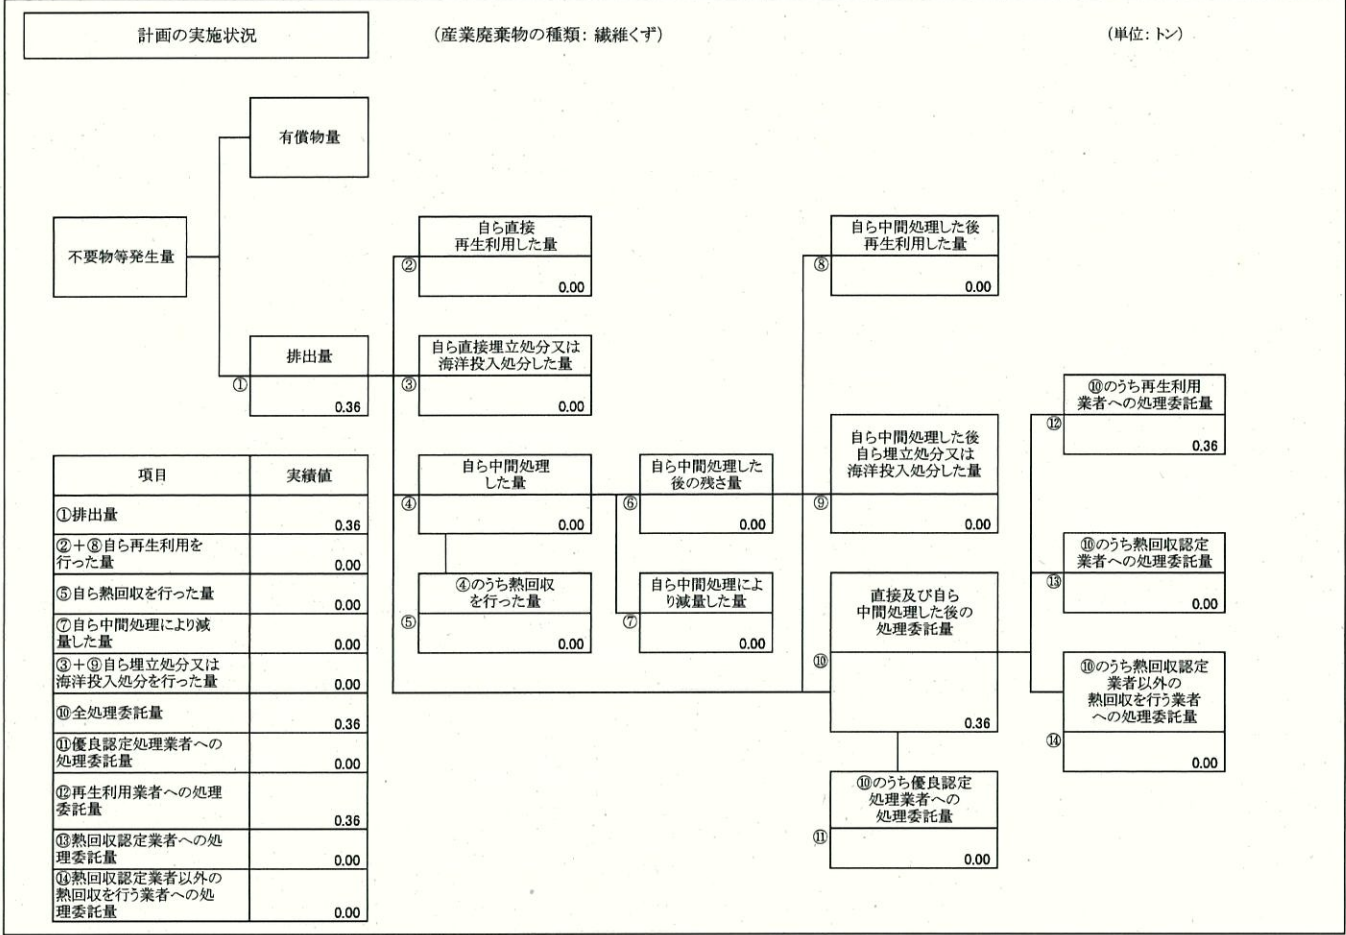 計画の実施状況
(産業廃棄物の種類: 繊維くず)
(単位: トン)
有償物量
不要物等発生量
排出量
①
0.36
自ら直接
再生利用した量
②
0.00
自ら直接埋立処分又は
海洋投入処分した量
③
0.00
自ら中間処理
した量
④
0.00
④のうち熱回収
を行った量
⑤
0.00
自ら中間処理した
後の残さ量
⑥
0.00
自ら中間処理によ
り減量した量
⑦
0.00
自ら中間処理した後
再生利用した量
⑧
0.00
自ら中間処理した後
自ら埋立処分又は
海洋投入処分した量
⑨
0.00
直接及び自ら
中間処理した後の
処理委託量
⑩
0.36
⑩のうち優良認定
処理業者への
処理委託量
⑪
0.00
⑩のうち再生利用
業者への処理委託量
⑫
0.36
⑩のうち熱回収認定
業者への処理委託量
⑬
0.00
⑩のうち熱回収認定
業者以外の
熱回収を行う業者
への処理委託量
⑭
0.00
項目 実績値
①排出量
0.36
②+⑧自ら再生利用を
行った量
0.00
⑤自ら熱回収を行った量
0.00
⑦自ら中間処理により減
量した量
0.00
③+⑨自ら埋立処分又は
海洋投入処分を行った量
0.00
⑩全処理委託量
0.36
⑪優良認定処理業者への
処理委託量
0.00
⑫再生利用業者への処理
委託量
0.36
⑬熱回収認定業者への処
理委託量
0.00
⑭熱回収認定業者以外の
熱回収を行う業者への処
理委託量
0.00